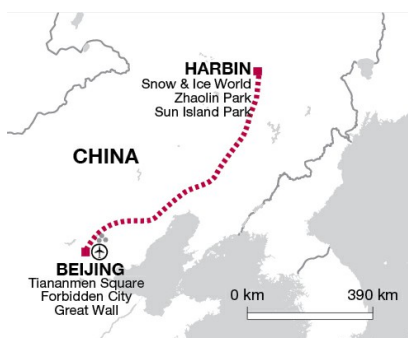 HARBIN
Snow & Ice World
Zhaolin Park
Sun Island Park
CHINA
BEIJING
Tiananmen Square
Forbidden City
Great Wall
0 km 390 km